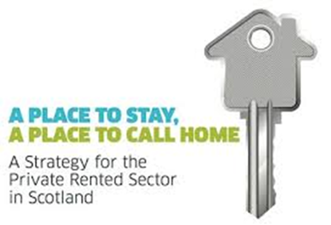 A PLACE TO STAY,
A PLACE TO CALL HOME
A Strategy for the
Private Rented Sector
in Scotland